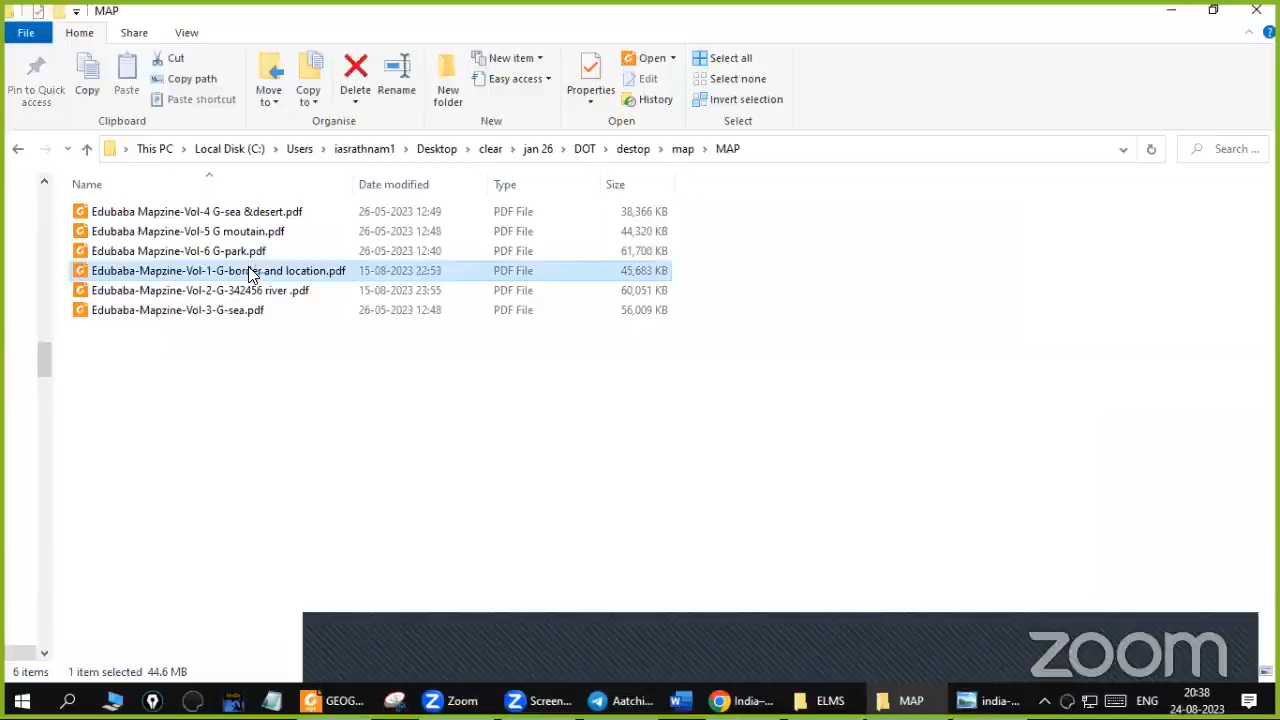 MAP
File Home Share View
Pin to Quick access
Copy
Paste
Cut
Copy path
Paste shortcut
Clipboard
Move to
Copy to
Delete
Rename
Organise
New folder
New item
Easy access
New
Properties
Open
Edit
History
Open
Select all
Select none
Invert selection
Select
This PC > Local Disk (C:) > Users > iasrathnam1 > Desktop > clear > jan 26 > DOT > destop > map > MAP
Search ...
Name Date modified Type Size
Edubaba Mapzine-Vol-4 G-sea &desert.pdf 26-05-2023 12:49 PDF File 38,366 KB
Edubaba Mapzine-Vol-5 G moutain.pdf 26-05-2023 12:48 PDF File 44,320 KB
Edubaba Mapzine-Vol-6 G-park.pdf 26-05-2023 12:40 PDF File 61,700 KB
Edubaba-Mapzine-Vol-1-G-border and location.pdf 15-08-2023 22:53 PDF File 45,683 KB
Edubaba-Mapzine-Vol-2-G-342456 river .pdf 15-08-2023 23:55 PDF File 60,051 KB
Edubaba-Mapzine-Vol-3-G-sea.pdf 26-05-2023 12:48 PDF File 56,009 KB
zoom
6 items 1 item selected 44.6 MB
GEOG... Zoom Screen... Aatchi... India-... ELMS MAP india-... ENG 20:38
24-08-2023